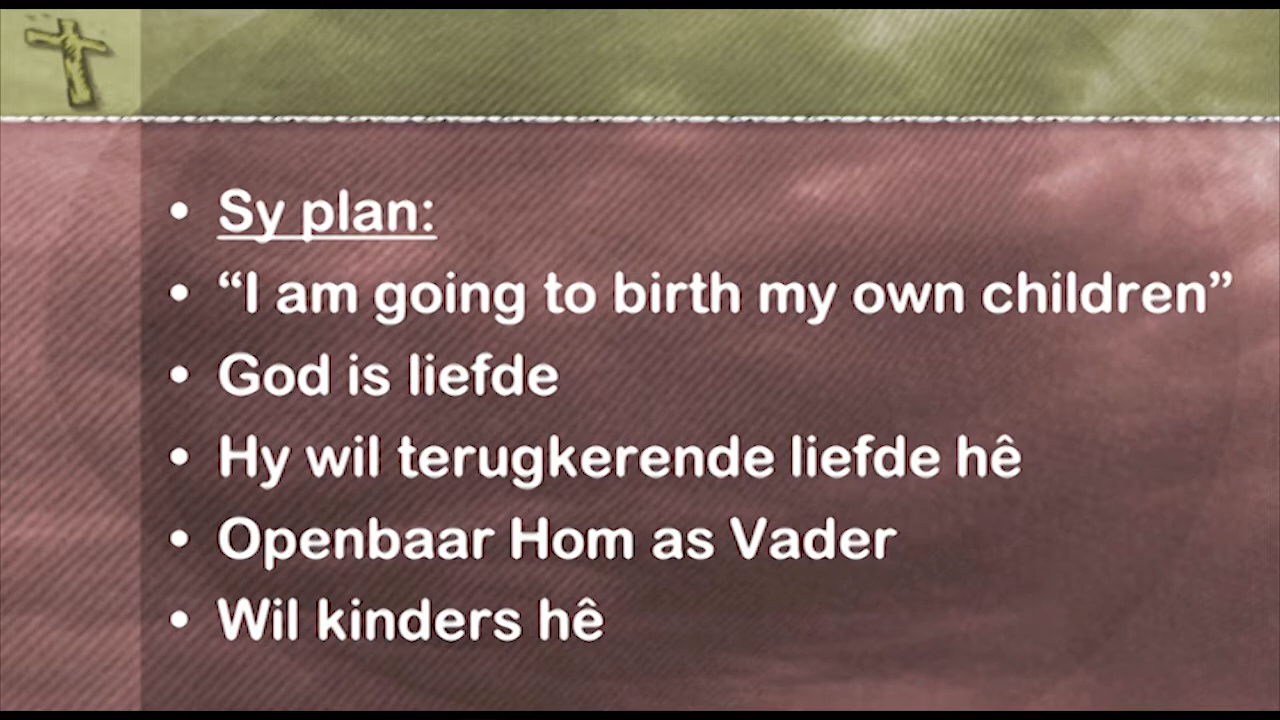 • Sy plan:
• “I am going to birth my own children”
• God is liefde
• Hy wil terugkerende liefde hê
• Openbaar Hom as Vader
• Wil kinders hê